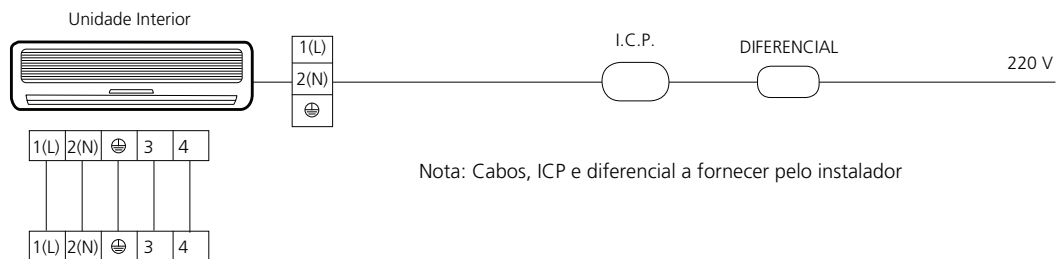 Unidade Interior
1(L)
2(N)
I.C.P.
DIFERENCIAL
220 V
1(L) 2(N) 3 4
Nota: Cabos, ICP e diferencial a fornecer pelo instalador
1(L) 2(N) 3 4